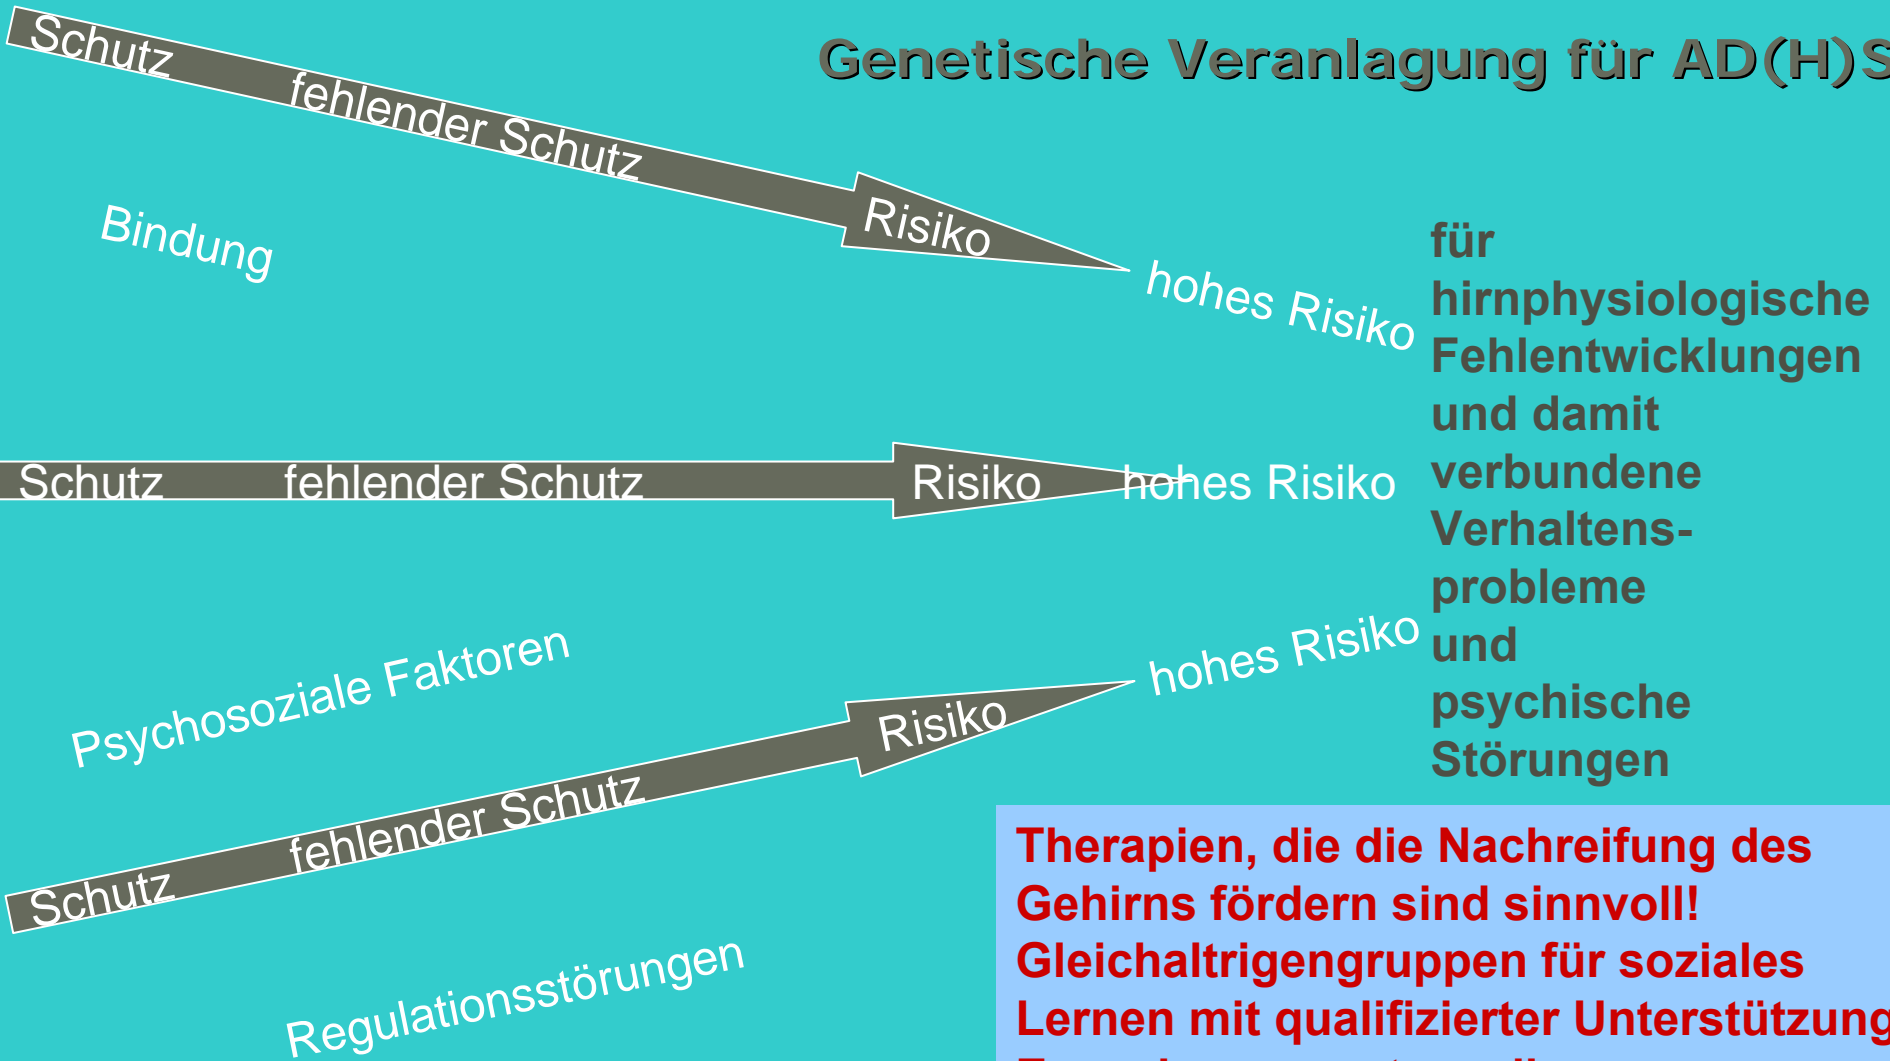 Genetische Veranlagung für AD(H)S
Schutz fehlender Schutz Risiko hohes Risiko
Bindung
Schutz fehlender Schutz Risiko hohes Risiko
Psychosoziale Faktoren
Schutz fehlender Schutz Risiko hohes Risiko
Regulationsstörungen
für
hirnphysiologische
Fehlentwicklungen
und damit
verbundene
Verhaltens-
probleme
und
psychische
Störungen
Therapien, die die Nachreifung des
Gehirns fördern sind sinnvoll!
Gleichaltrigengruppen für soziales
Lernen mit qualifizierter Unterstützung